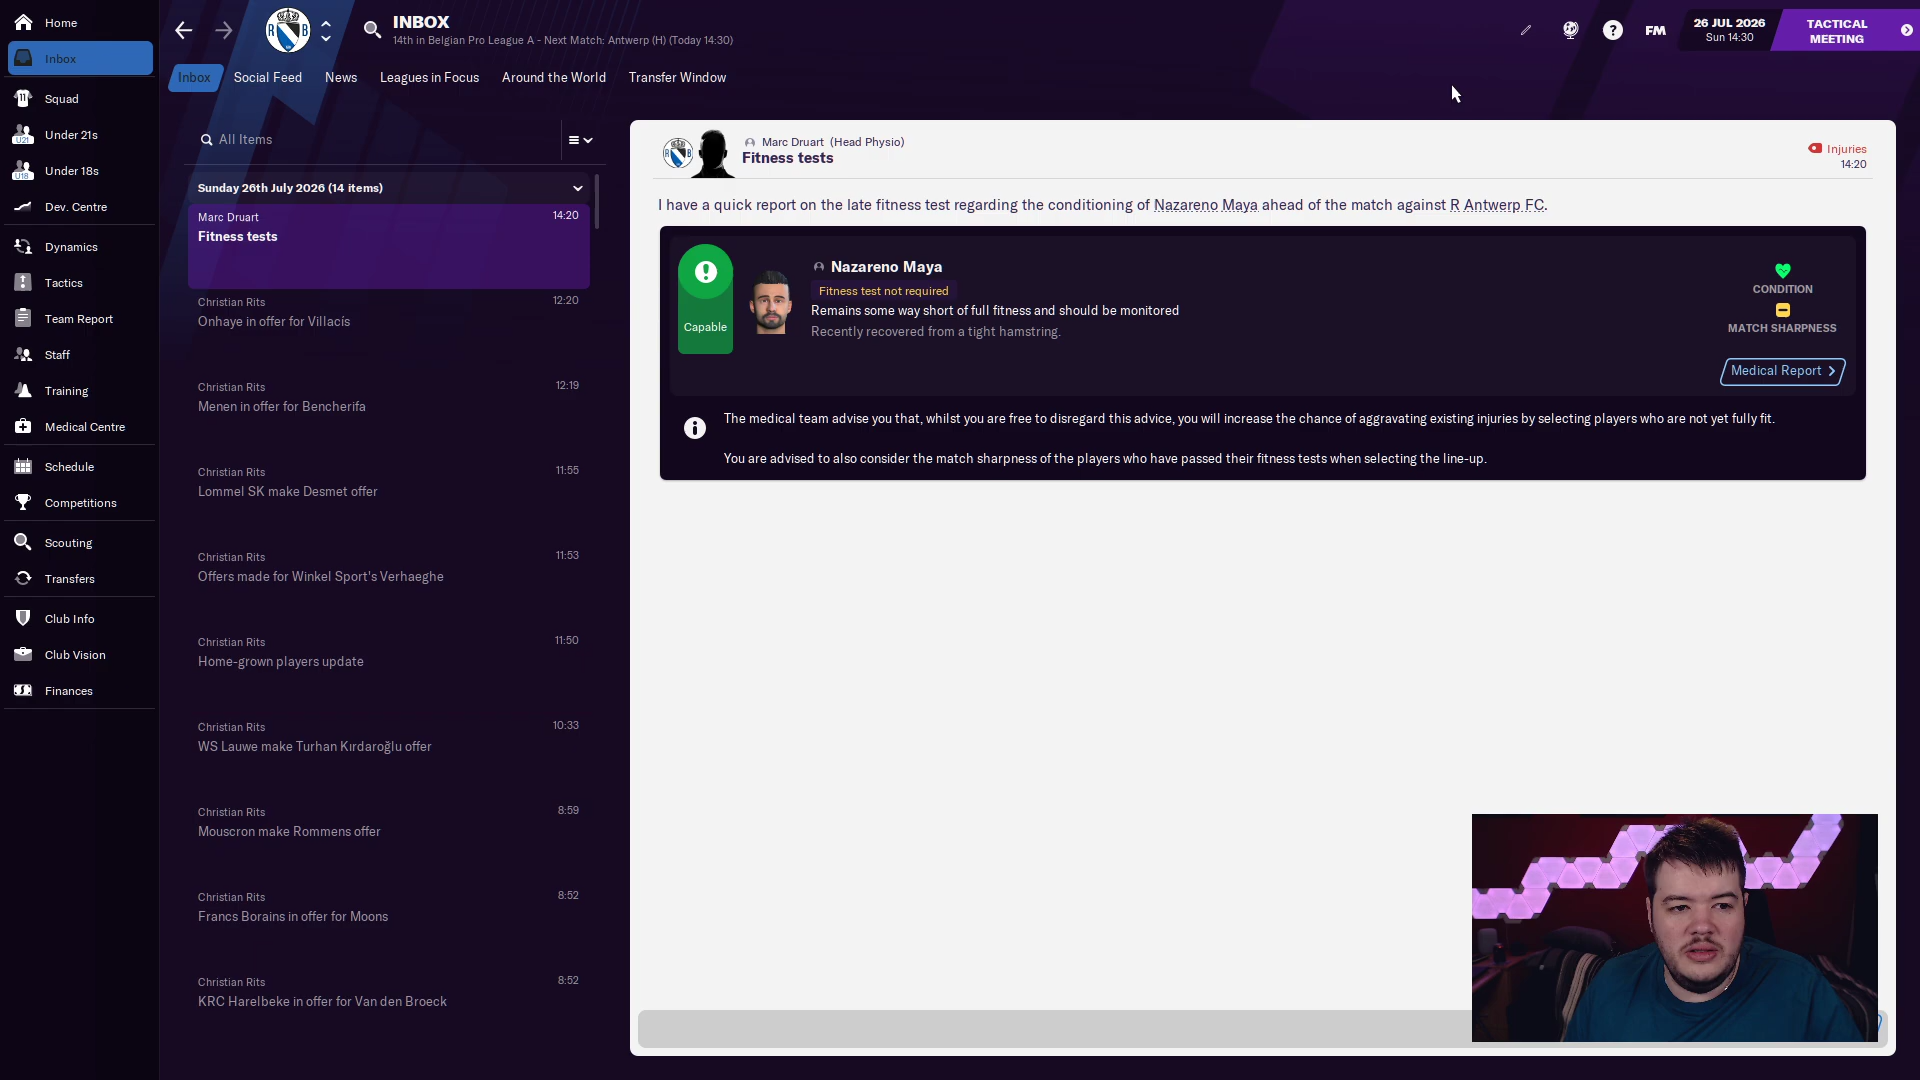 Home
Inbox
Squad
Under 21s
Under 18s
Dev. Centre
Dynamics
Tactics
Team Report
Staff
Training
Medical Centre
Schedule
Competitions
Scouting
Transfers
Club Info
Club Vision
Finances
INBOX
14th in Belgian Pro League A - Next Match: Antwerp (H) (Today 14:30)
FM
26 JUL 2026
Sun 14:30
TACTICAL
MEETING
Inbox Social Feed News Leagues in Focus Around the World Transfer Window
All Items
Sunday 26th July 2026 (14 items)
Marc Druart 14:20
Fitness tests
Christian Rits 12:20
Onhaye in offer for Villacís
Christian Rits 12:19
Menen in offer for Bencherifa
Christian Rits 11:55
Lommel SK make Desmet offer
Christian Rits 11:53
Offers made for Winkel Sport's Verhaeghe
Christian Rits 11:50
Home-grown players update
Christian Rits 10:33
WS Lauwe make Turhan Kırdaroğlu offer
Christian Rits 8:59
Mouscron make Rommens offer
Christian Rits 8:52
Francs Borains in offer for Moons
Christian Rits 8:52
KRC Harelbeke in offer for Van den Broeck
Marc Druart (Head Physio)
Fitness tests
Injuries
14:20
I have a quick report on the late fitness test regarding the conditioning of Nazareno Maya ahead of the match against R Antwerp FC.
Capable
Nazareno Maya
Fitness test not required
Remains some way short of full fitness and should be monitored
Recently recovered from a tight hamstring.
CONDITION
MATCH SHARPNESS
Medical Report
The medical team advise you that, whilst you are free to disregard this advice, you will increase the chance of aggravating existing injuries by selecting players who are not yet fully fit.
You are advised to also consider the match sharpness of the players who have passed their fitness tests when selecting the line-up.